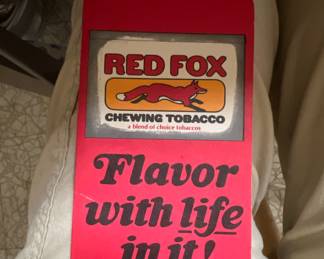 RED FOX
CHEWING TOBACCO
a blend of choice tobaccos
Flavor
with life
in it!